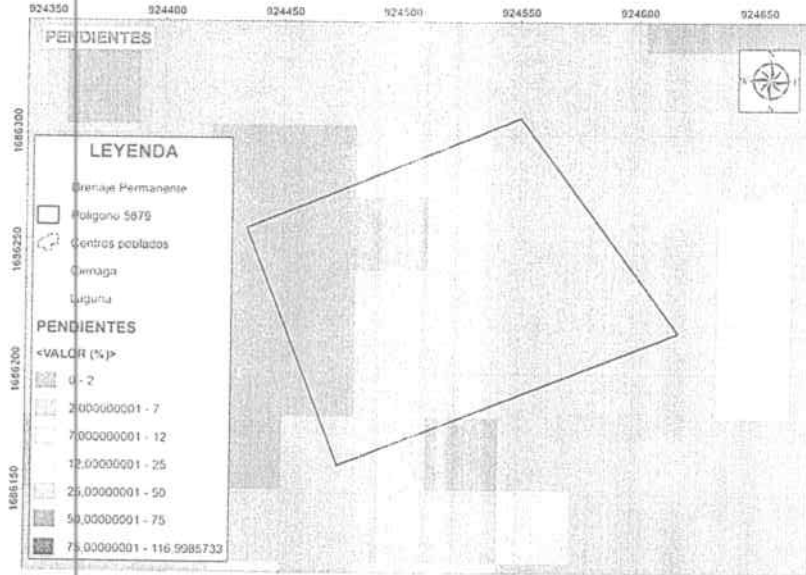 924350 924400 924450 924500 924550 924600 924650
PENDIENTES
1686300
1686250
1686200
1686150
LEYENDA
Drenaje Permanente
Poligono 5879
Centros poblados
Cienaga
Laguna
PENDIENTES
<VALOR (%)>
0 - 2
2,000000001 - 7
7,000000001 - 12
12,00000001 - 25
25,00000001 - 50
50,00000001 - 75
75,00000001 - 116,9985733